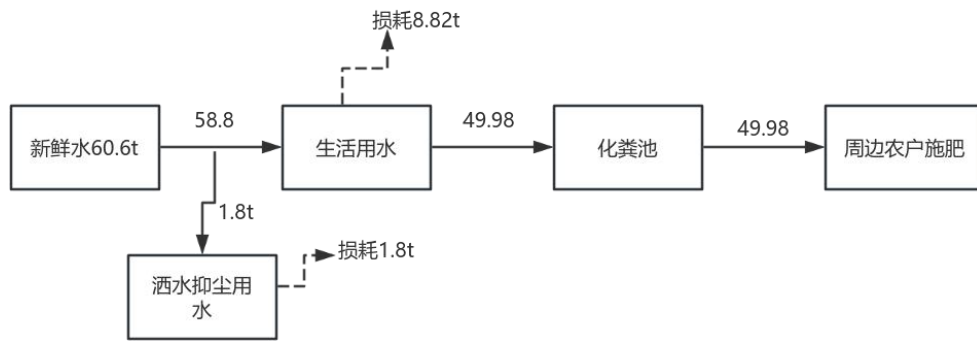 损耗8.82t
新鲜水60.6t
58.8
生活用水
49.98
化粪池
49.98
周边农户施肥
1.8t
洒水抑尘用
水
损耗1.8t